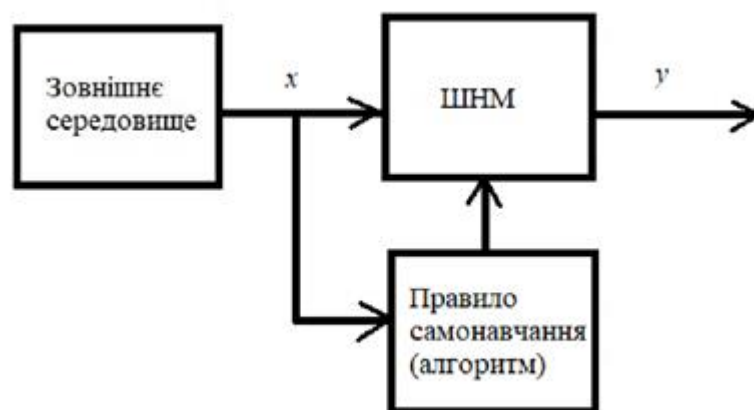 Зовнішнє
середовище
x
ШНМ
y
Правило
самонавчання
(алгоритм)